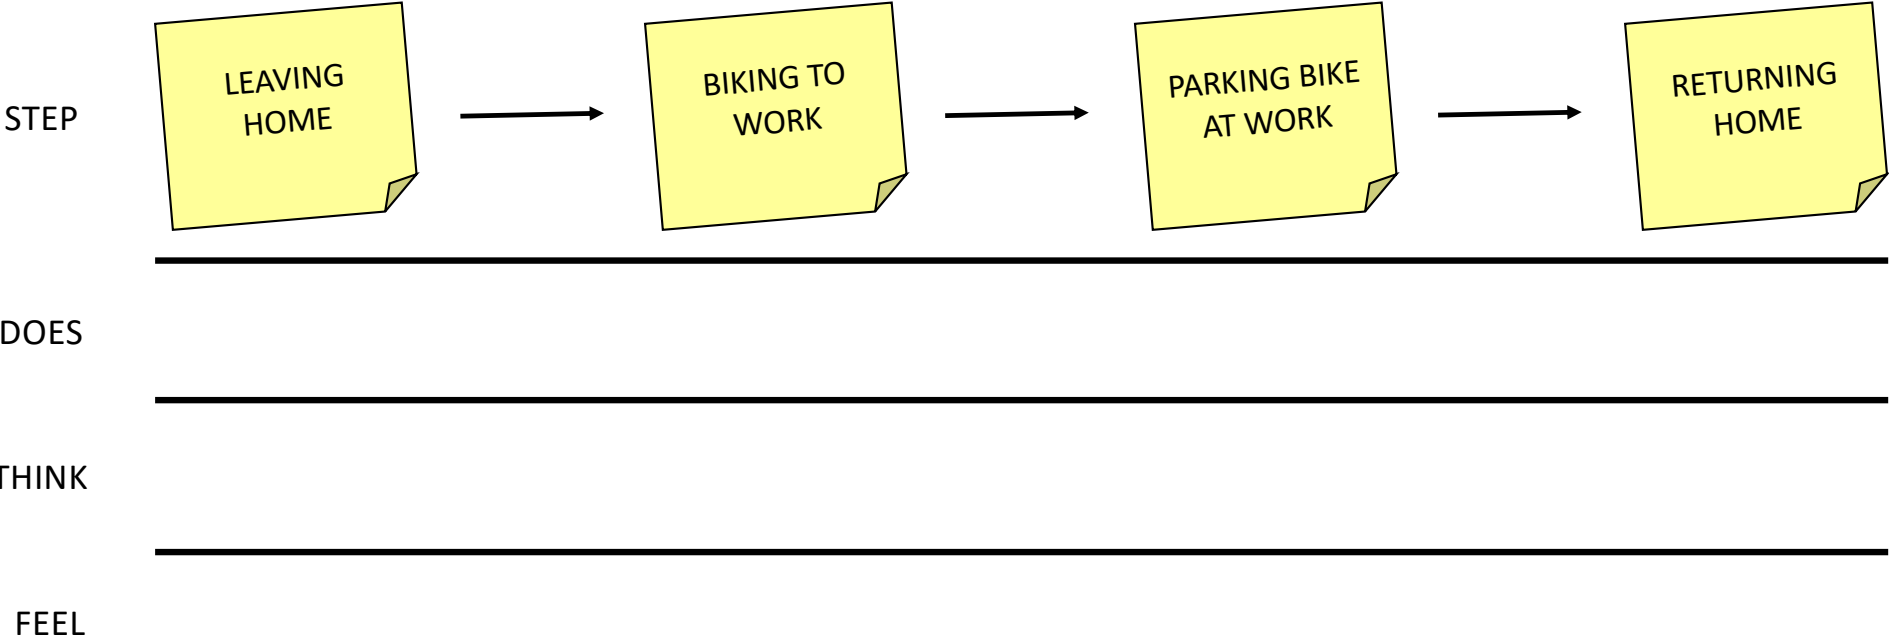 LEAVING
HOME
BIKING TO
WORK
PARKING BIKE
AT WORK
RETURNING
HOME
STEP
DOES
THINK
FEEL